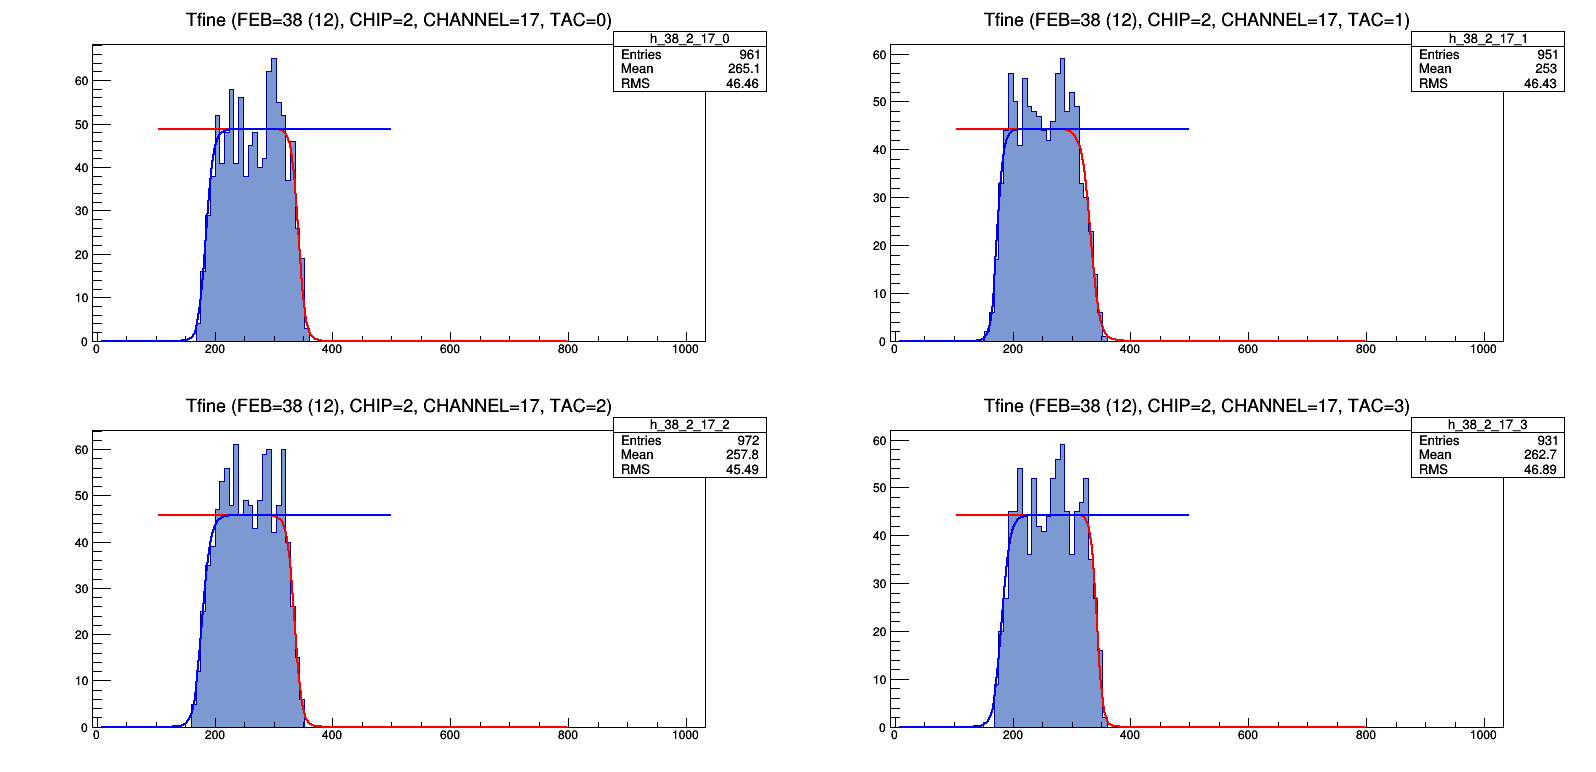 Tfine (FEB=38 (12), CHIP=2, CHANNEL=17, TAC=0)
h_38_2_17_0
Entries 961
Mean 265.1
RMS 46.46
60
50
40
30
20
10
0
0 200 400 600 800 1000
Tfine (FEB=38 (12), CHIP=2, CHANNEL=17, TAC=1)
h_38_2_17_1
Entries 951
Mean 253
RMS 46.43
60
50
40
30
20
10
0
0 200 400 600 800 1000
Tfine (FEB=38 (12), CHIP=2, CHANNEL=17, TAC=2)
h_38_2_17_2
Entries 972
Mean 257.8
RMS 45.49
60
50
40
30
20
10
0
0 200 400 600 800 1000
Tfine (FEB=38 (12), CHIP=2, CHANNEL=17, TAC=3)
h_38_2_17_3
Entries 931
Mean 262.7
RMS 46.89
60
50
40
30
20
10
0
0 200 400 600 800 1000